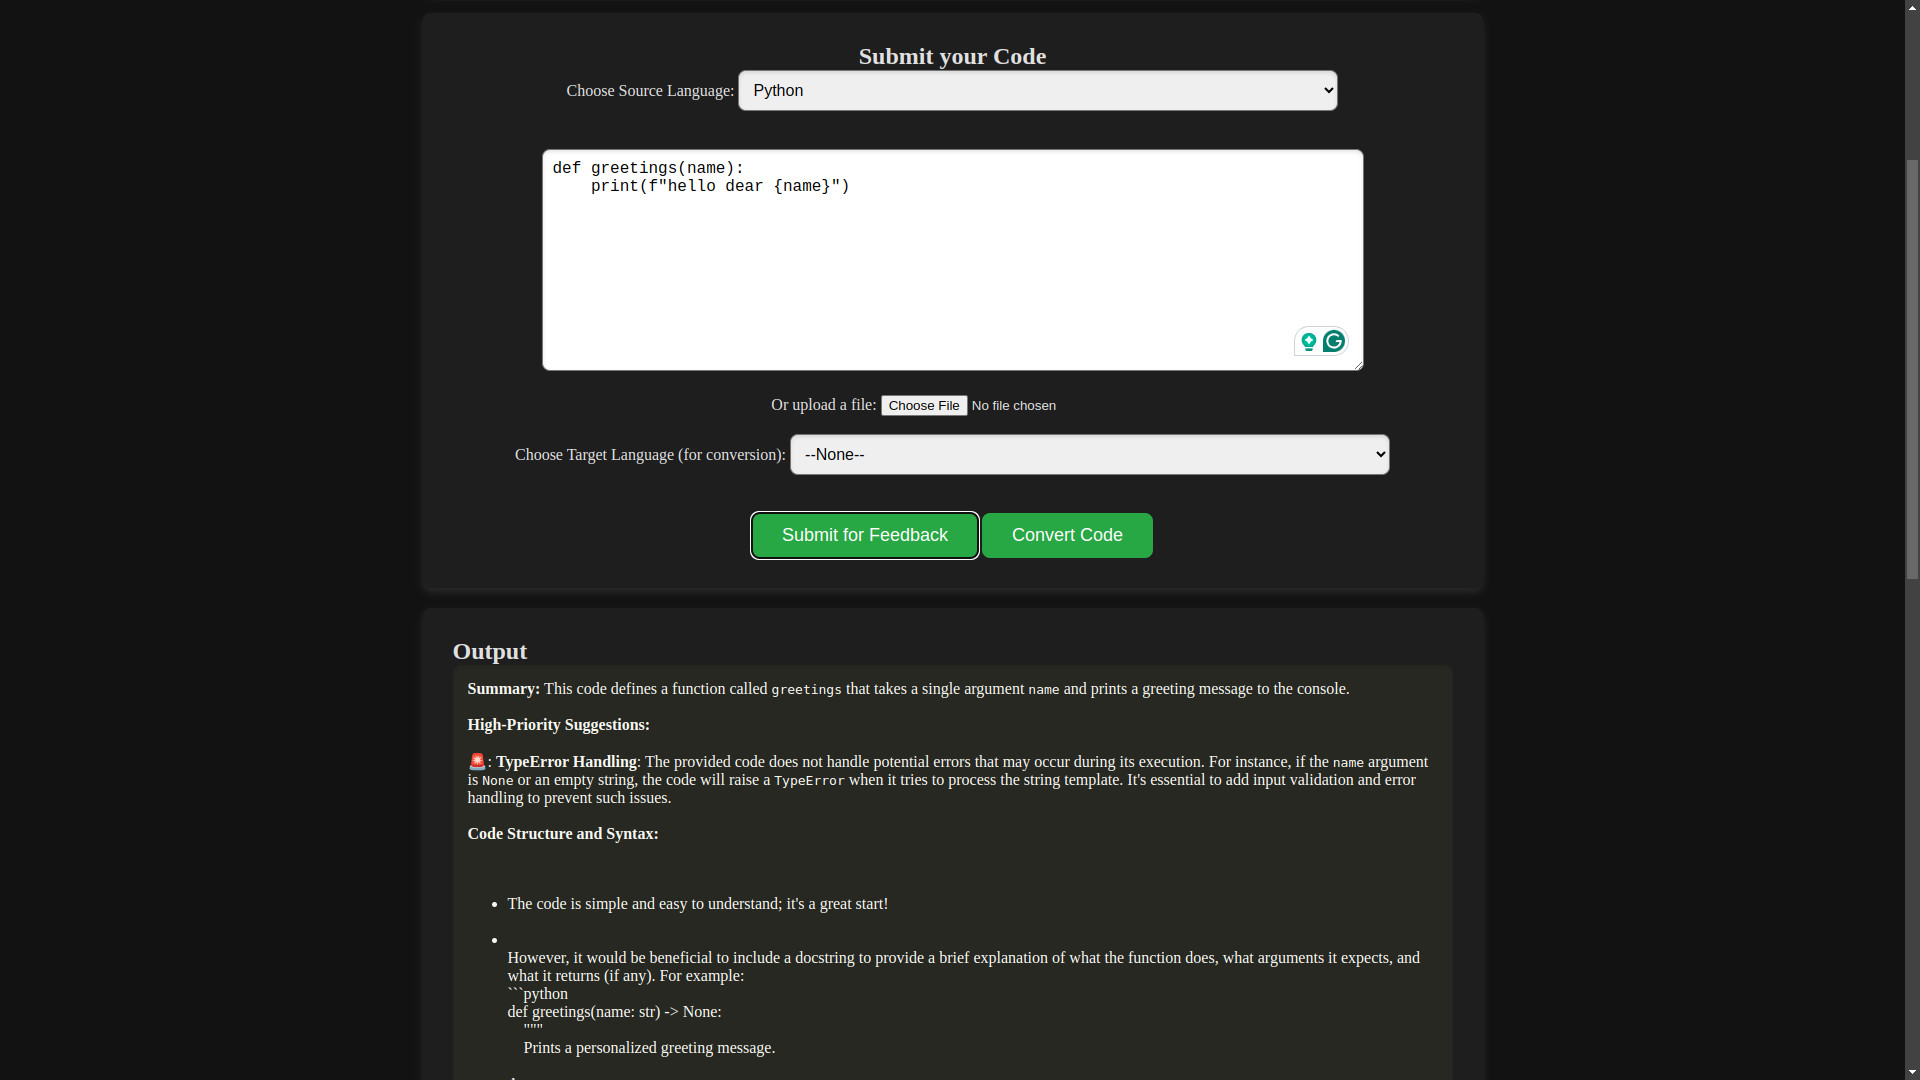 Submit your Code
Choose Source Language: Python
def greetings(name):
    print(f"hello dear {name}")
Or upload a file: Choose File No file chosen
Choose Target Language (for conversion): --None--
Submit for Feedback Convert Code
Output
Summary: This code defines a function called greetings that takes a single argument name and prints a greeting message to the console.
High-Priority Suggestions:
🚨: TypeError Handling: The provided code does not handle potential errors that may occur during its execution. For instance, if the name argument
is None or an empty string, the code will raise a TypeError when it tries to process the string template. It's essential to add input validation and error
handling to prevent such issues.
Code Structure and Syntax:
• The code is simple and easy to understand; it's a great start!
•
However, it would be beneficial to include a docstring to provide a brief explanation of what the function does, what arguments it expects, and
what it returns (if any). For example:
```python
def greetings(name: str) -> None:
    """
    Prints a personalized greeting message.